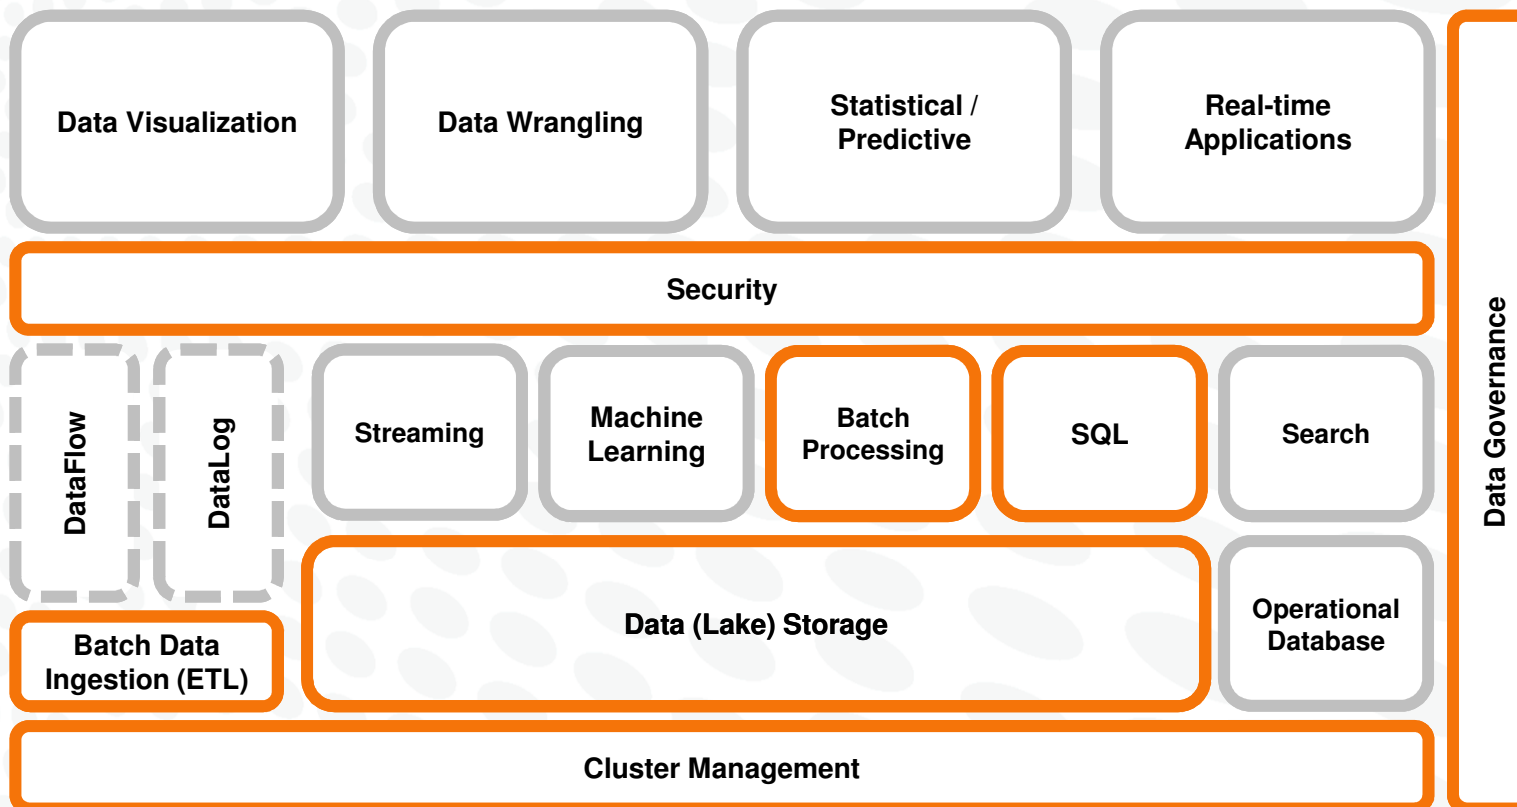 Data Visualization
Data Wrangling
Statistical /
Predictive
Real-time
Applications
Security
DataFlow
DataLog
Streaming
Machine
Learning
Batch
Processing
SQL
Search
Batch Data
Ingestion (ETL)
Data (Lake) Storage
Operational
Database
Cluster Management
Data Governance